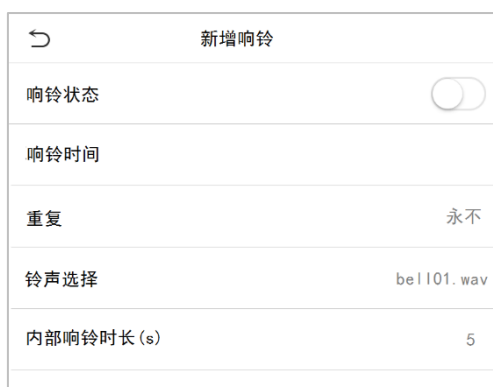 新增响铃
响铃状态
响铃时间
重复 永不
铃声选择 bell01.wav
内部响铃时长(s) 5